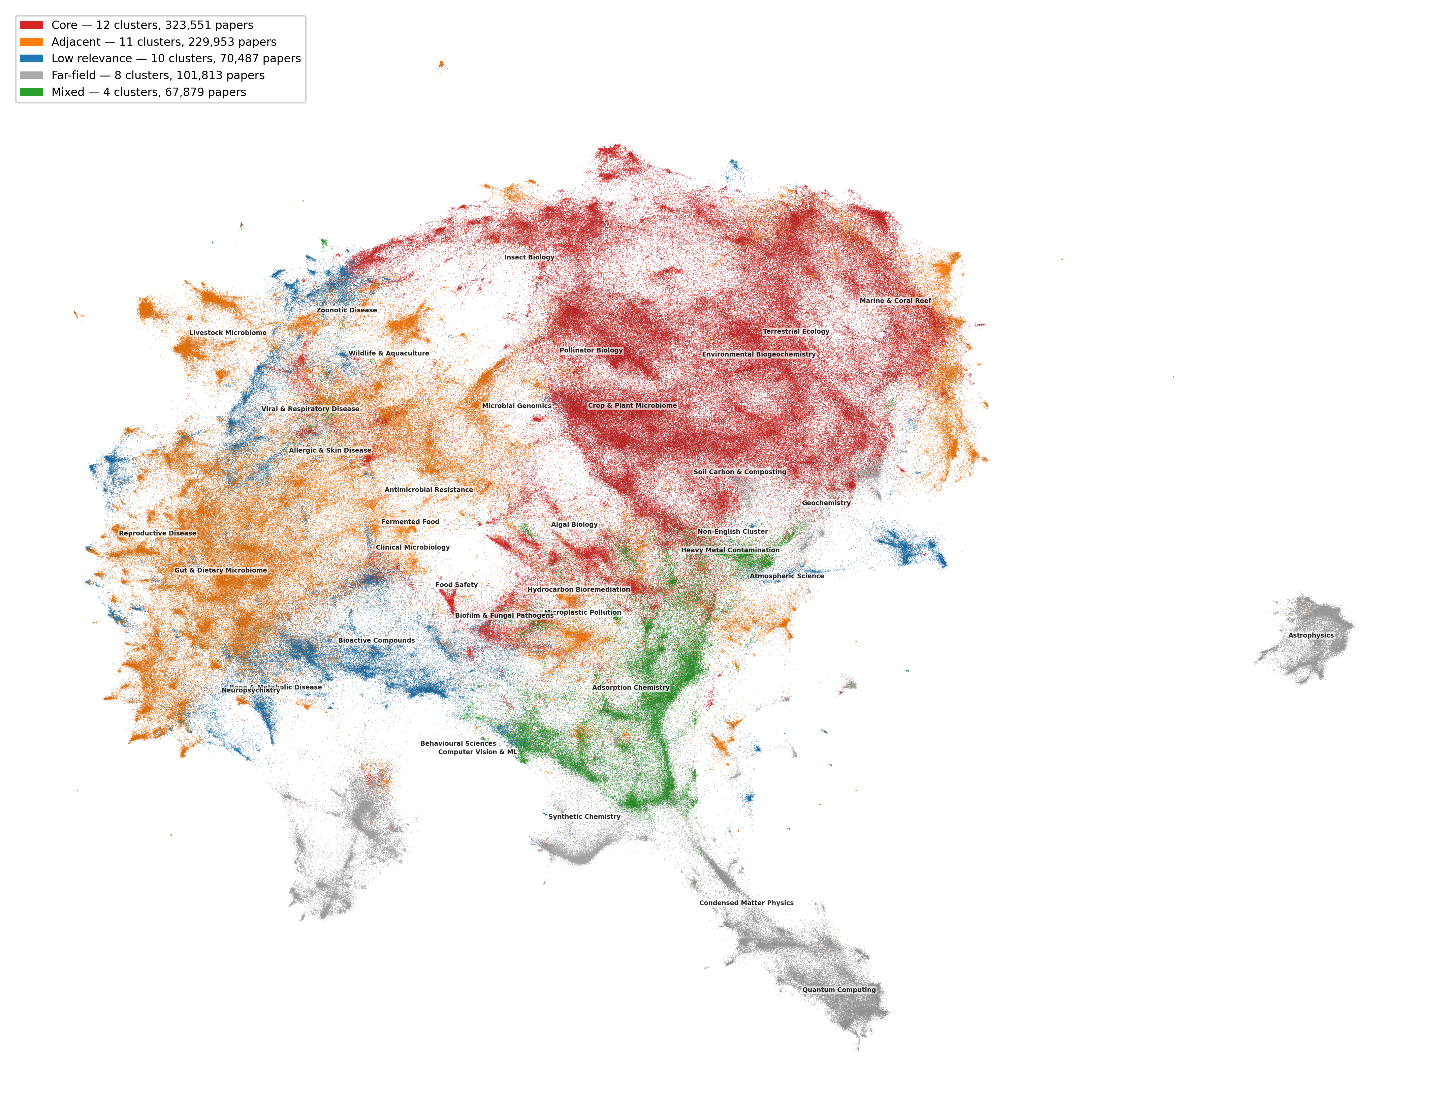 Core — 12 clusters, 323,551 papers
Adjacent — 11 clusters, 229,953 papers
Low relevance — 10 clusters, 70,487 papers
Far-field — 8 clusters, 101,813 papers
Mixed — 4 clusters, 67,879 papers
Insect Biology
Marine & Coral Reef
Zoonotic Disease
Livestock Microbiome
Terrestrial Ecology
Pollinator Biology
Wildlife & Aquaculture
Environmental Biogeochemistry
Microbial Genomics
Crop & Plant Microbiome
Viral & Respiratory Disease
Allergic & Skin Disease
Soil Carbon & Composting
Antimicrobial Resistance
Geochemistry
Fermented Food
Algal Biology
Reproductive Disease
Non-English Cluster
Clinical Microbiology
Heavy Metal Contamination
Gut & Dietary Microbiome
Atmospheric Science
Food Safety
Hydrocarbon Bioremediation
Biofilm & Fungal Pathogens
Microplastic Pollution
Astrophysics
Bioactive Compounds
Adsorption Chemistry
& Metabolic Disease
Neuropsychiatry
Behavioural Sciences
Computer Vision & ML
Synthetic Chemistry
Condensed Matter Physics
Quantum Computing